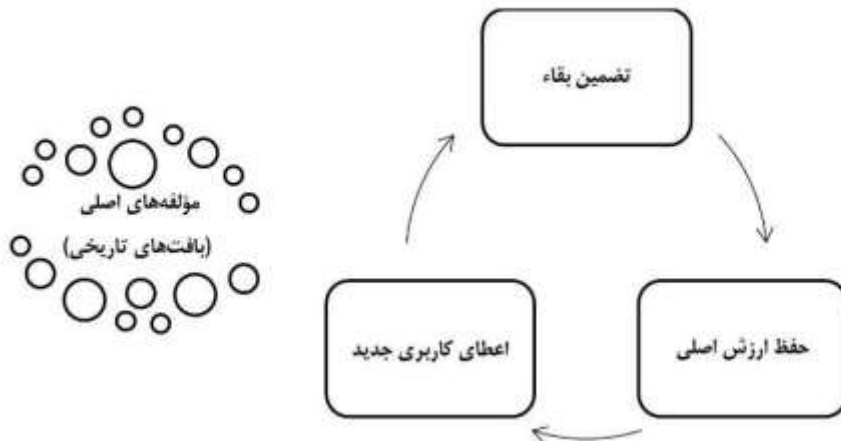 تضمین بقاء
مؤلفه‌های اصلی
(بافت‌های تاریخی)
حفظ ارزش اصلی
اعطای کاربری جدید